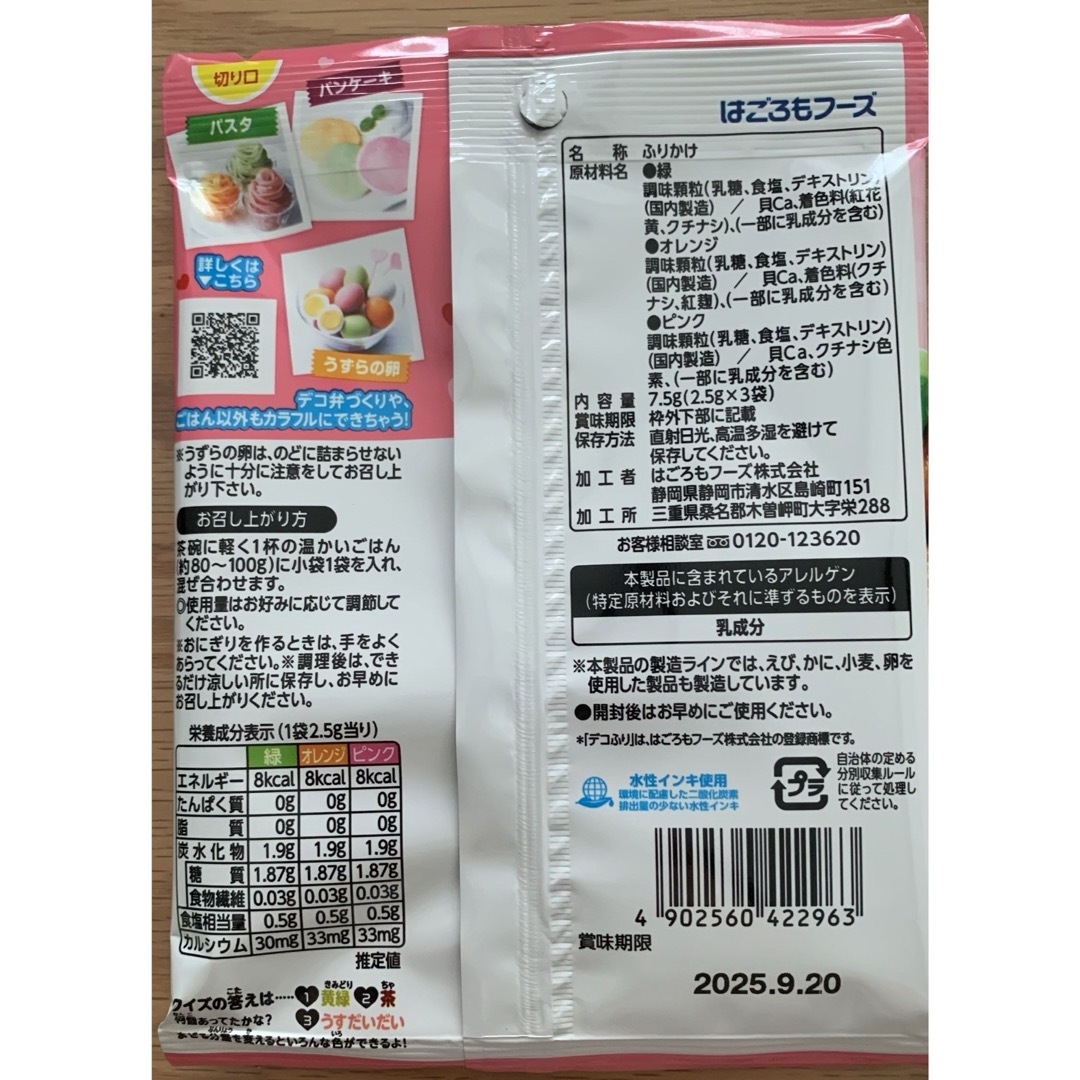 切り口
パスタ
パンケーキ
詳しくは
▼こちら
うずらの卵
デコ弁づくりや、
ごはん以外もカラフルにできちゃう!
※うずらの卵は、のどに詰まらせない
ように十分に注意をしてお召し上
がり下さい。
お召し上がり方
茶碗に軽く1杯の温かいごはん
(約80〜100g)に小袋1袋を入れ、
混ぜ合わせます。
◎使用量はお好みに応じて調節して
ください。
※おにぎりを作るときは、手をよく
あらってください。※調理後は、でき
るだけ涼しい所に保存し、お早めに
お召し上がりください。
栄養成分表示(1袋2.5g当り)
緑 オレンジ ピンク
エネルギー 8kcal 8kcal 8kcal
たんぱく質 0g 0g 0g
脂質 0g 0g 0g
炭水化物 1.9g 1.9g 1.9g
糖質 1.87g 1.87g 1.87g
食物繊維 0.03g 0.03g 0.03g
食塩相当量 0.5g 0.5g 0.5g
カルシウム 30mg 33mg 33mg
推定値
クイズの答えは‥‥‥ 1 黄緑 2 茶
3 うすだいだい
何個あってたかな?
を変えるといろんな色ができるよ!
はごろもフーズ
名称 ふりかけ
原材料名 ●緑
調味顆粒(乳糖、食塩、デキストリン)
(国内製造) / 貝Ca、着色料(紅花
黄、クチナシ)、(一部に乳成分を含む)
●オレンジ
調味顆粒(乳糖、食塩、デキストリン)
(国内製造) / 貝Ca、着色料(クチ
ナシ、紅麹)、(一部に乳成分を含む)
●ピンク
調味顆粒(乳糖、食塩、デキストリン)
(国内製造) / 貝Ca、クチナシ色
素、(一部に乳成分を含む)
内容量 7.5g(2.5g×3袋)
賞味期限 枠外下部に記載
保存方法 直射日光、高温多湿を避けて
保存してください。
加工者 はごろもフーズ株式会社
静岡県静岡市清水区島崎町151
加工所 三重県桑名郡木曽岬町大字栄288
お客様相談室 0120-123620
本製品に含まれているアレルゲン
(特定原材料およびそれに準ずるものを表示)
乳成分
※本製品の製造ラインでは、えび、かに、小麦、卵を
使用した製品も製造しています。
●開封後はお早めにご使用ください。
*「デコふり」は、はごろもフーズ株式会社の登録商標です。
水性インキ使用
環境に配慮した二酸化炭素
排出量の少ない水性インキ
プラ
自治体の定める
分別収集ルール
に従って処理し
てください。
4 902560 422963
賞味期限
2025.9.20